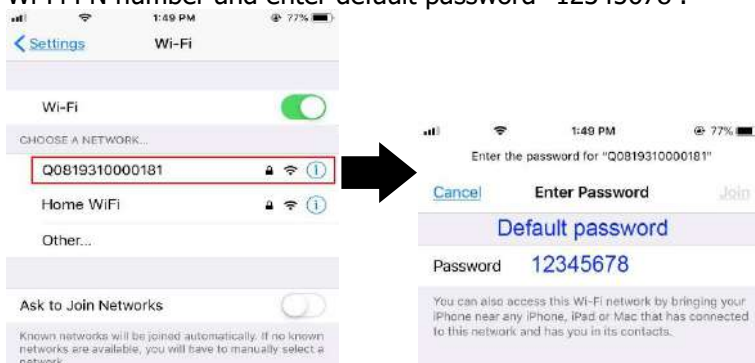 Wi-Fi PN number and enter default password "12345678".
1:49 PM
77%
Settings
Wi-Fi
Wi-Fi
CHOOSE A NETWORK...
Q0819310000181
Home WiFi
Other...
Ask to Join Networks
Known networks will be joined automatically. If no known
networks are available, you will have to manually select a
network.
1:49 PM
77%
Enter the password for "Q0819310000181"
Cancel
Enter Password
Join
Default password
Password 12345678
You can also access this Wi-Fi network by bringing your
iPhone near any iPhone, iPad or Mac that has connected
to this network and has you in its contacts.